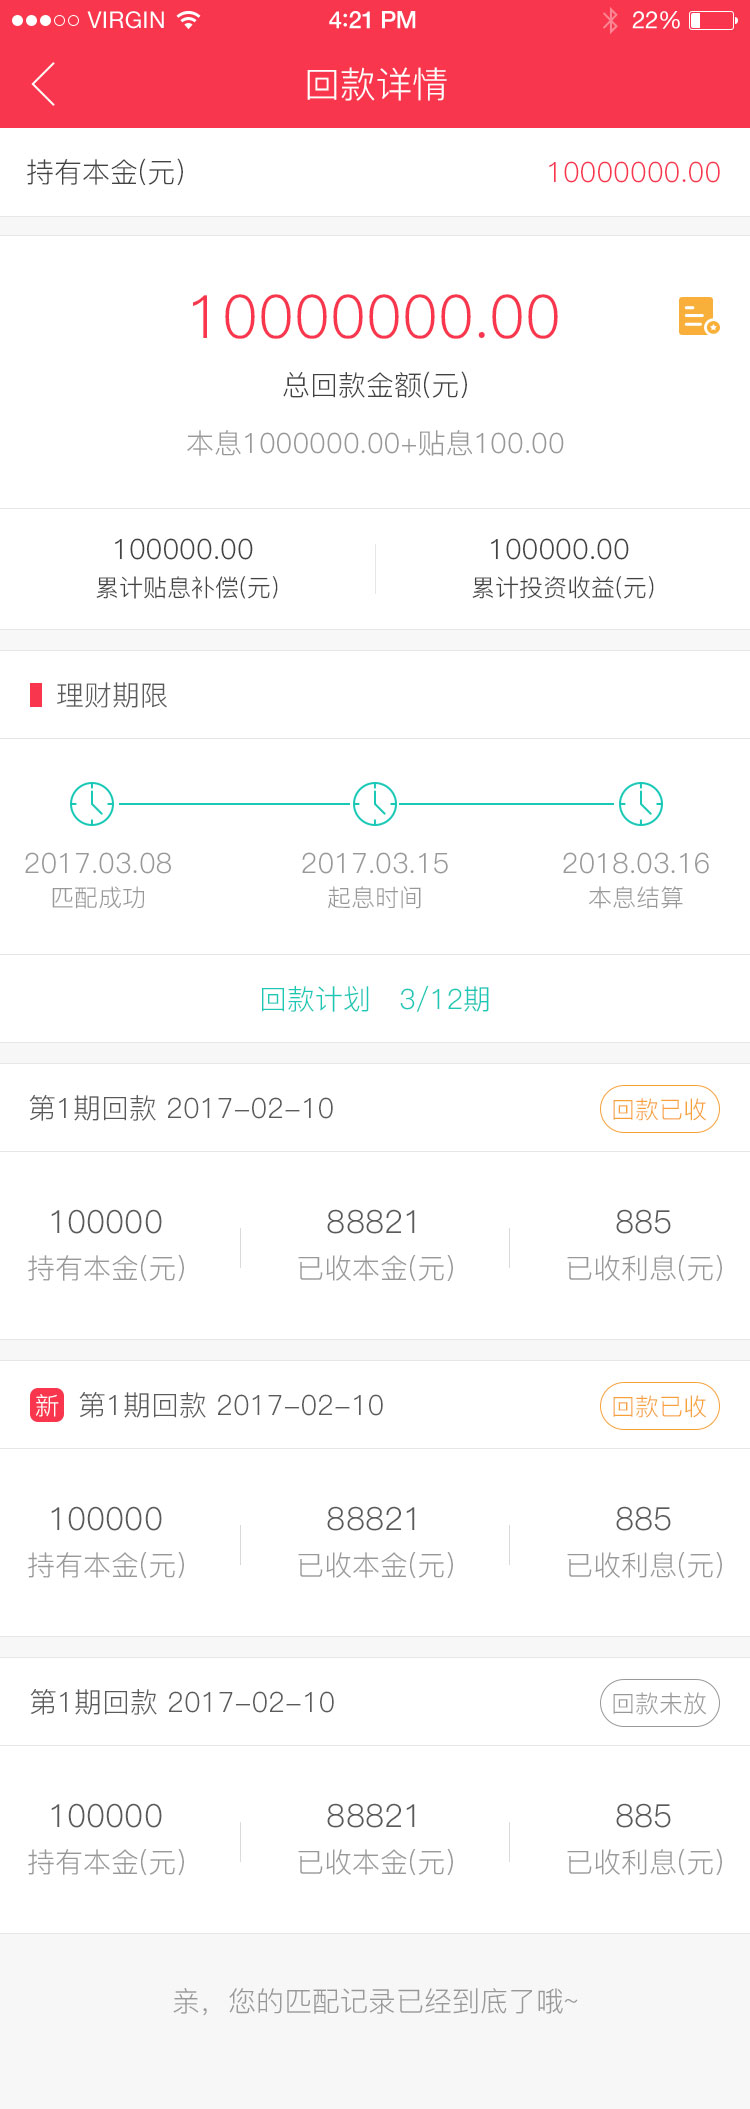 VIRGIN 4:21 PM 22%
回款详情
持有本金(元) 10000000.00
10000000.00
总回款金额(元)
本息1000000.00+贴息100.00
100000.00 100000.00
累计贴息补偿(元) 累计投资收益(元)
理财期限
2017.03.08 2017.03.15 2018.03.16
匹配成功 起息时间 本息结算
回款计划 3/12期
第1期回款 2017-02-10 回款已收
100000 88821 885
持有本金(元) 已收本金(元) 已收利息(元)
新 第1期回款 2017-02-10 回款已收
100000 88821 885
持有本金(元) 已收本金(元) 已收利息(元)
第1期回款 2017-02-10 回款未放
100000 88821 885
持有本金(元) 已收本金(元) 已收利息(元)
亲，您的匹配记录已经到底了哦~